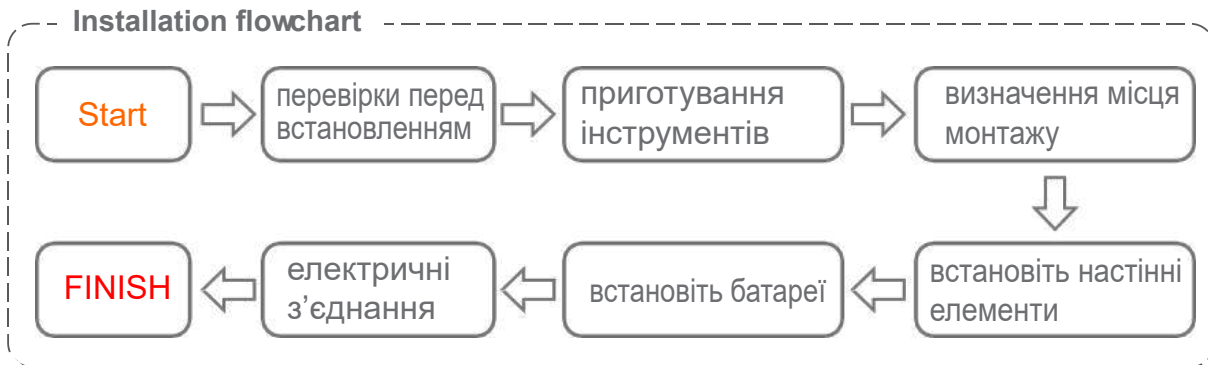 Installation flowchart
Start
перевірки перед
встановленням
приготування
інструментів
визначення місця
монтажу
встановіть настінні
елементи
встановіть батареї
електричні
з’єднання
FINISH